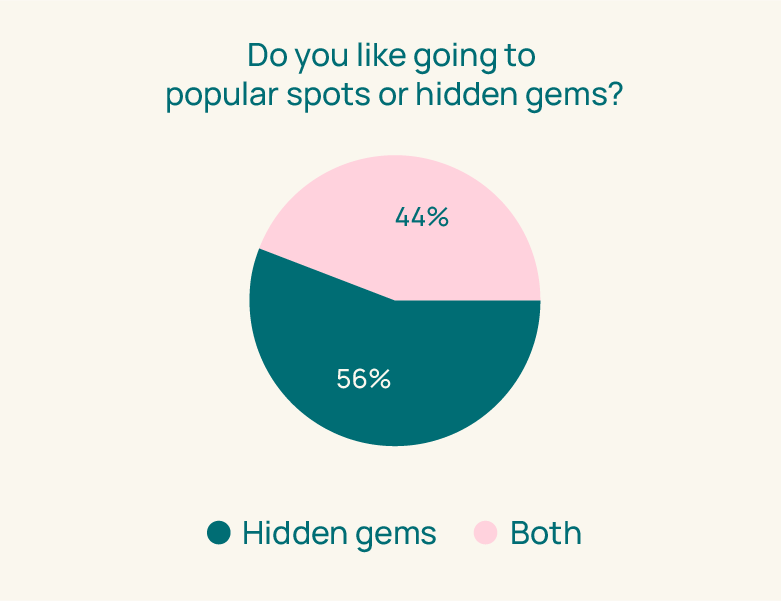 Do you like going to
popular spots or hidden gems?
44%
56%
Hidden gems
Both